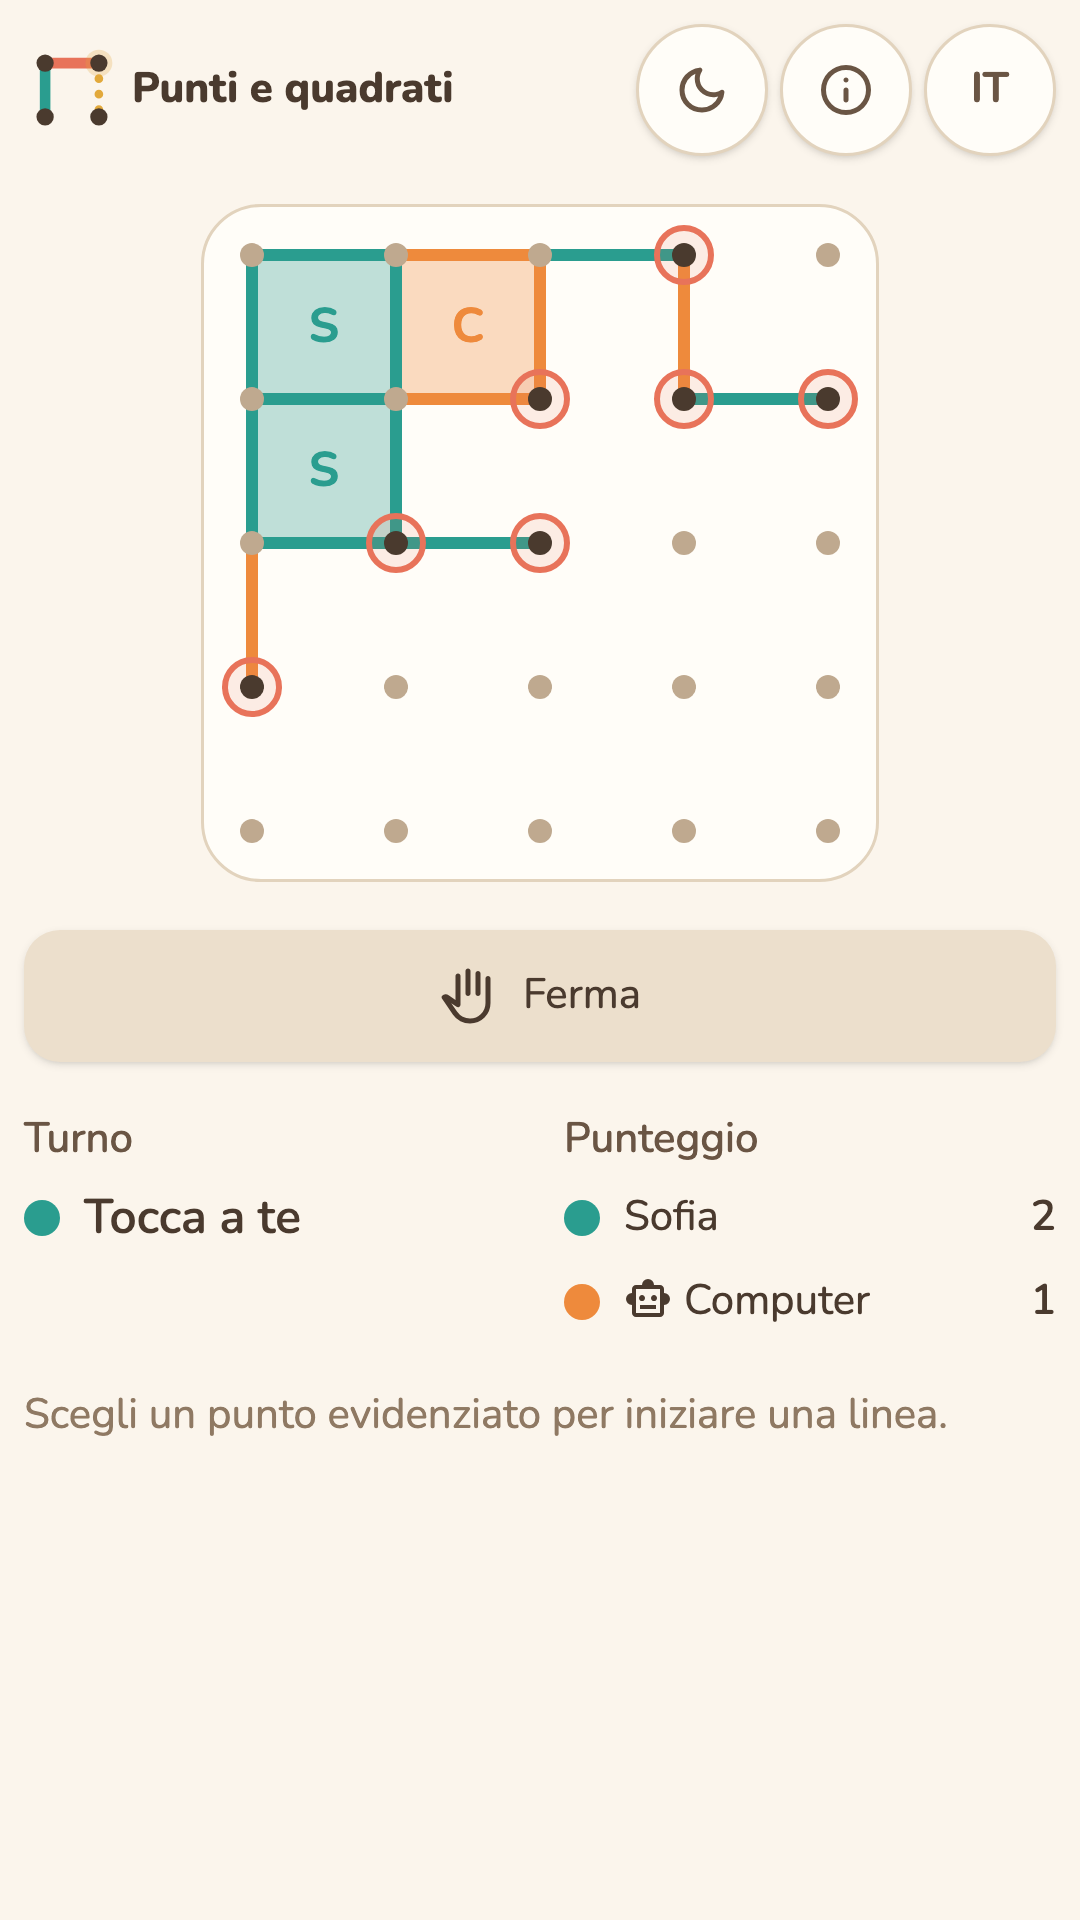 Punti e quadrati
IT
S C
S
Ferma
Turno
Tocca a te
Punteggio
Sofia 2
Computer 1
Scegli un punto evidenziato per iniziare una linea.